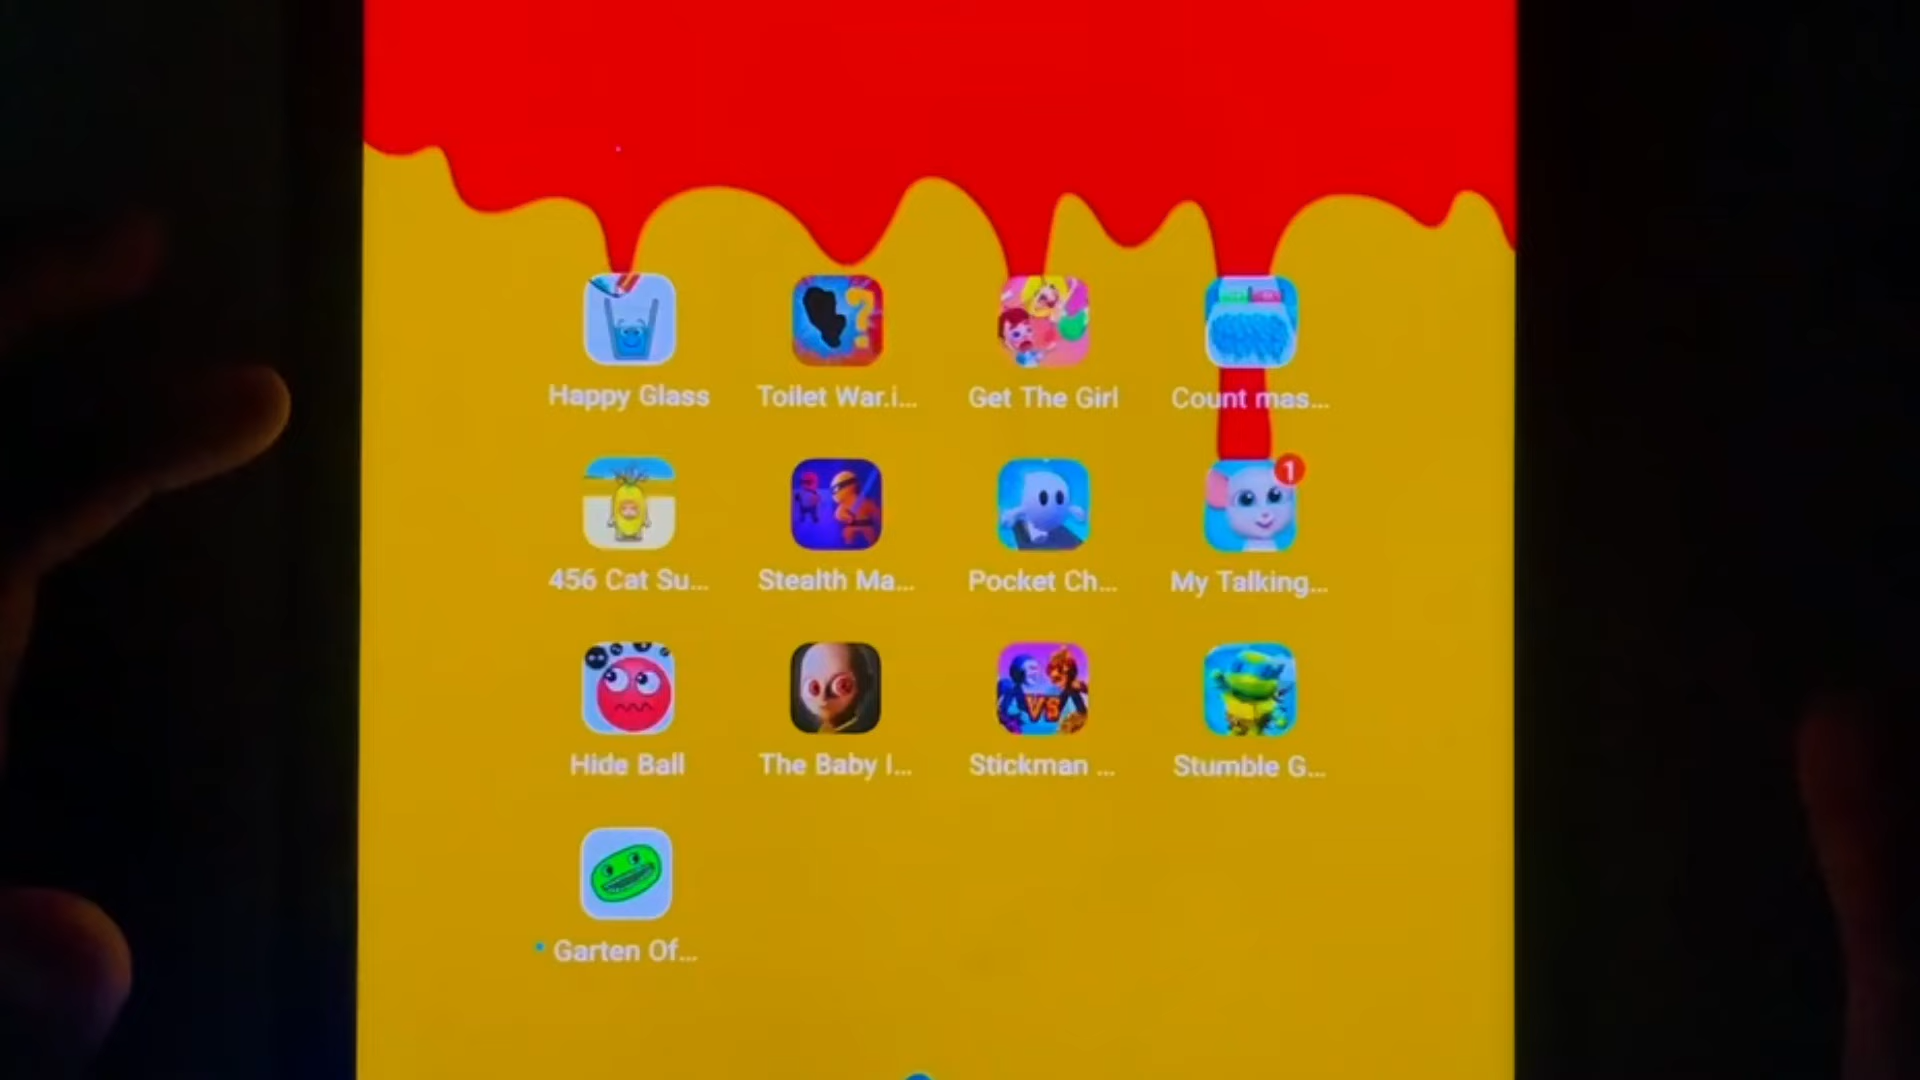 Happy Glass
Toilet War.i...
Get The Girl
Count mas...
456 Cat Su...
Stealth Ma...
Pocket Ch...
1
My Talking...
Hide Ball
The Baby I...
VS
Stickman ...
Stumble G...
Garten Of...